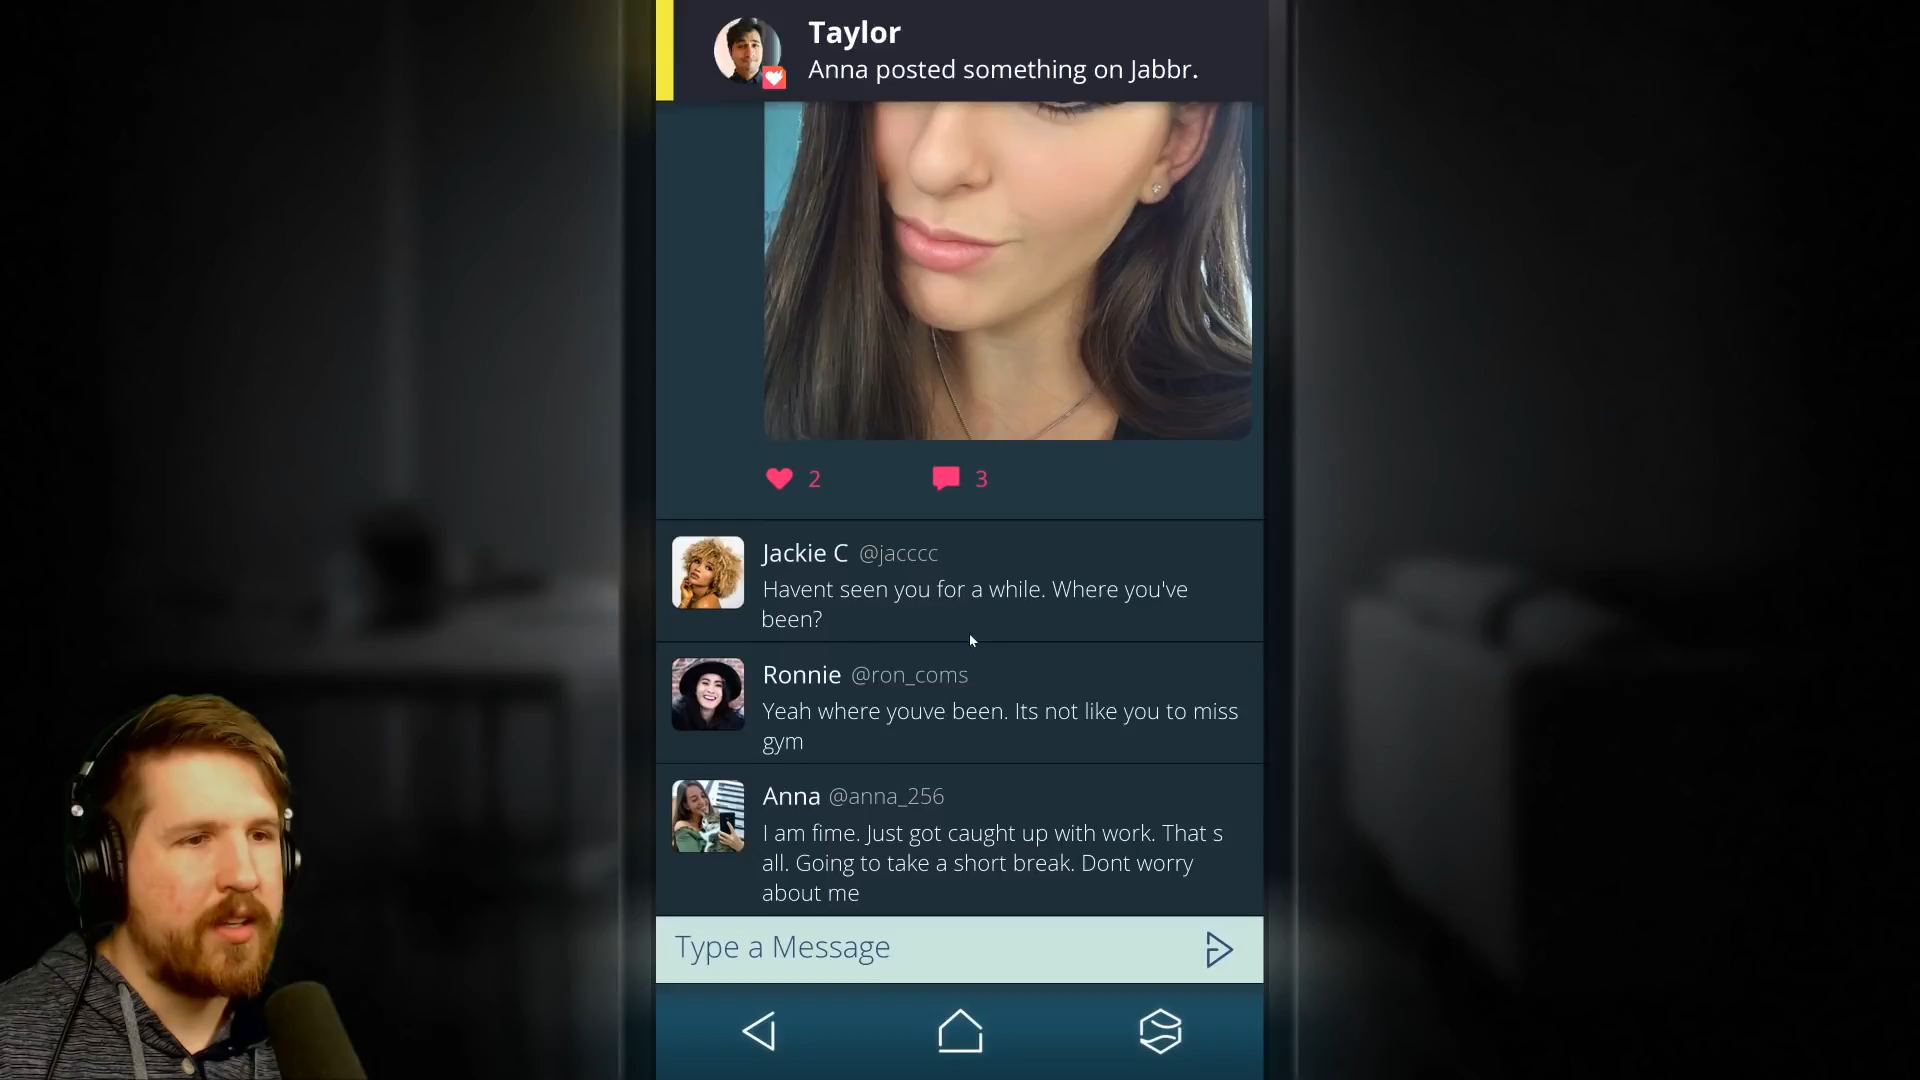 Taylor
Anna posted something on Jabbr.
2 3
Jackie C @jacccc
Havent seen you for a while. Where you've
been?
Ronnie @ron_coms
Yeah where youve been. Its not like you to miss
gym
Anna @anna_256
I am fime. Just got caught up with work. That s
all. Going to take a short break. Dont worry
about me
Type a Message